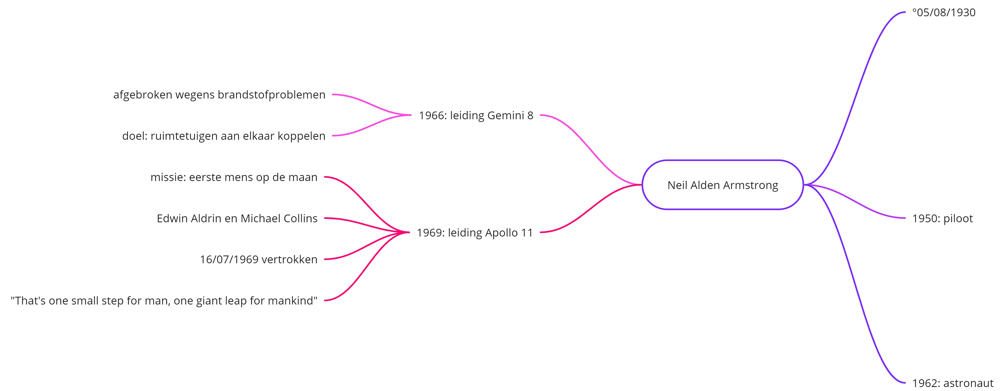 °05/08/1930
afgebroken wegens brandstofproblemen
1966: leiding Gemini 8
doel: ruimtetuigen aan elkaar koppelen
missie: eerste mens op de maan
Neil Alden Armstrong
Edwin Aldrin en Michael Collins
1950: piloot
1969: leiding Apollo 11
16/07/1969 vertrokken
"That's one small step for man, one giant leap for mankind"
1962: astronaut